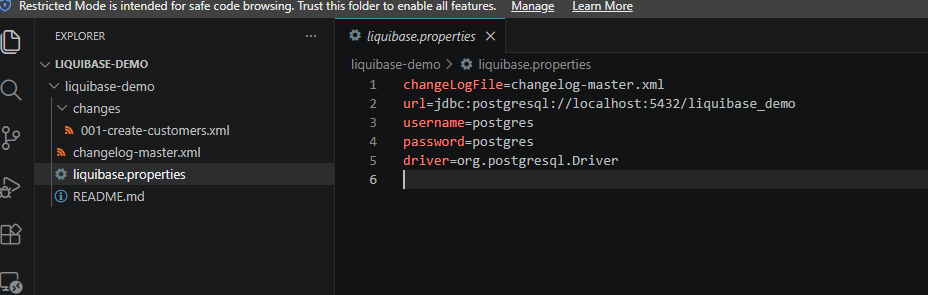 Restricted Mode is intended for safe code browsing. Trust this folder to enable all features. Manage Learn More
EXPLORER
LIQUIBASE-DEMO
liquibase-demo
changes
001-create-customers.xml
changelog-master.xml
liquibase.properties
README.md
liquibase.properties
liquibase-demo > liquibase.properties
1 changeLogFile=changelog-master.xml
2 url=jdbc:postgresql://localhost:5432/liquibase_demo
3 username=postgres
4 password=postgres
5 driver=org.postgresql.Driver
6